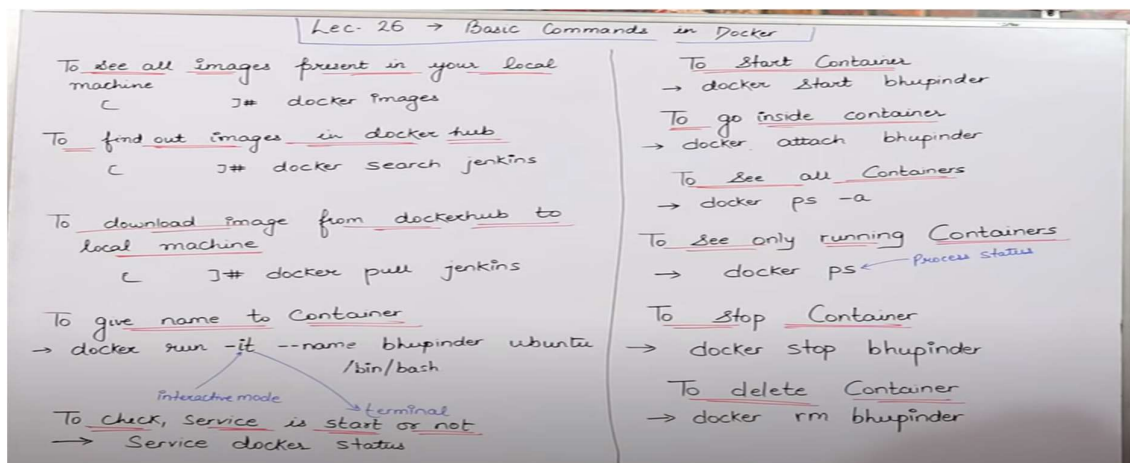 Lec. 26 → Basic Commands in Docker
To see all images present in your local
machine
[ ]# docker images
To find out images in docker hub
[ ]# docker search jenkins
To download image from dockerhub to
local machine
[ ]# docker pull jenkins
To give name to Container
→ docker run -it --name bhupinder ubuntu
/bin/bash
interactive mode
terminal
To check, service is start or not
→ Service docker status
To Start Container
→ docker start bhupinder
To go inside container
→ docker attach bhupinder
To see all Containers
→ docker ps -a
To see only running Containers
→ docker ps ← Process status
To Stop Container
→ docker stop bhupinder
To delete Container
→ docker rm bhupinder